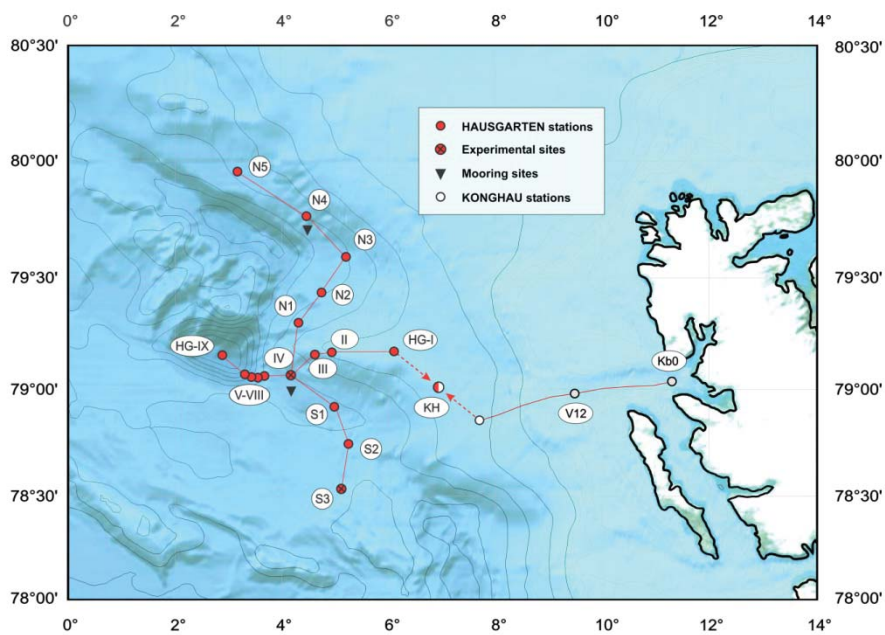 0° 2° 4° 6° 8° 10° 12° 14°
80°30' 80°30'
HAUSGARTEN stations
Experimental sites
Mooring sites
KONGHAU stations
80°00' 80°00'
N5
N4
N3
79°30' 79°30'
N2
N1
II
HG-I
HG-IX
IV
III
Kb0
79°00' 79°00'
V-VIII
KH
V12
S1
S2
78°30' 78°30'
S3
78°00' 78°00'
0° 2° 4° 6° 8° 10° 12° 14°